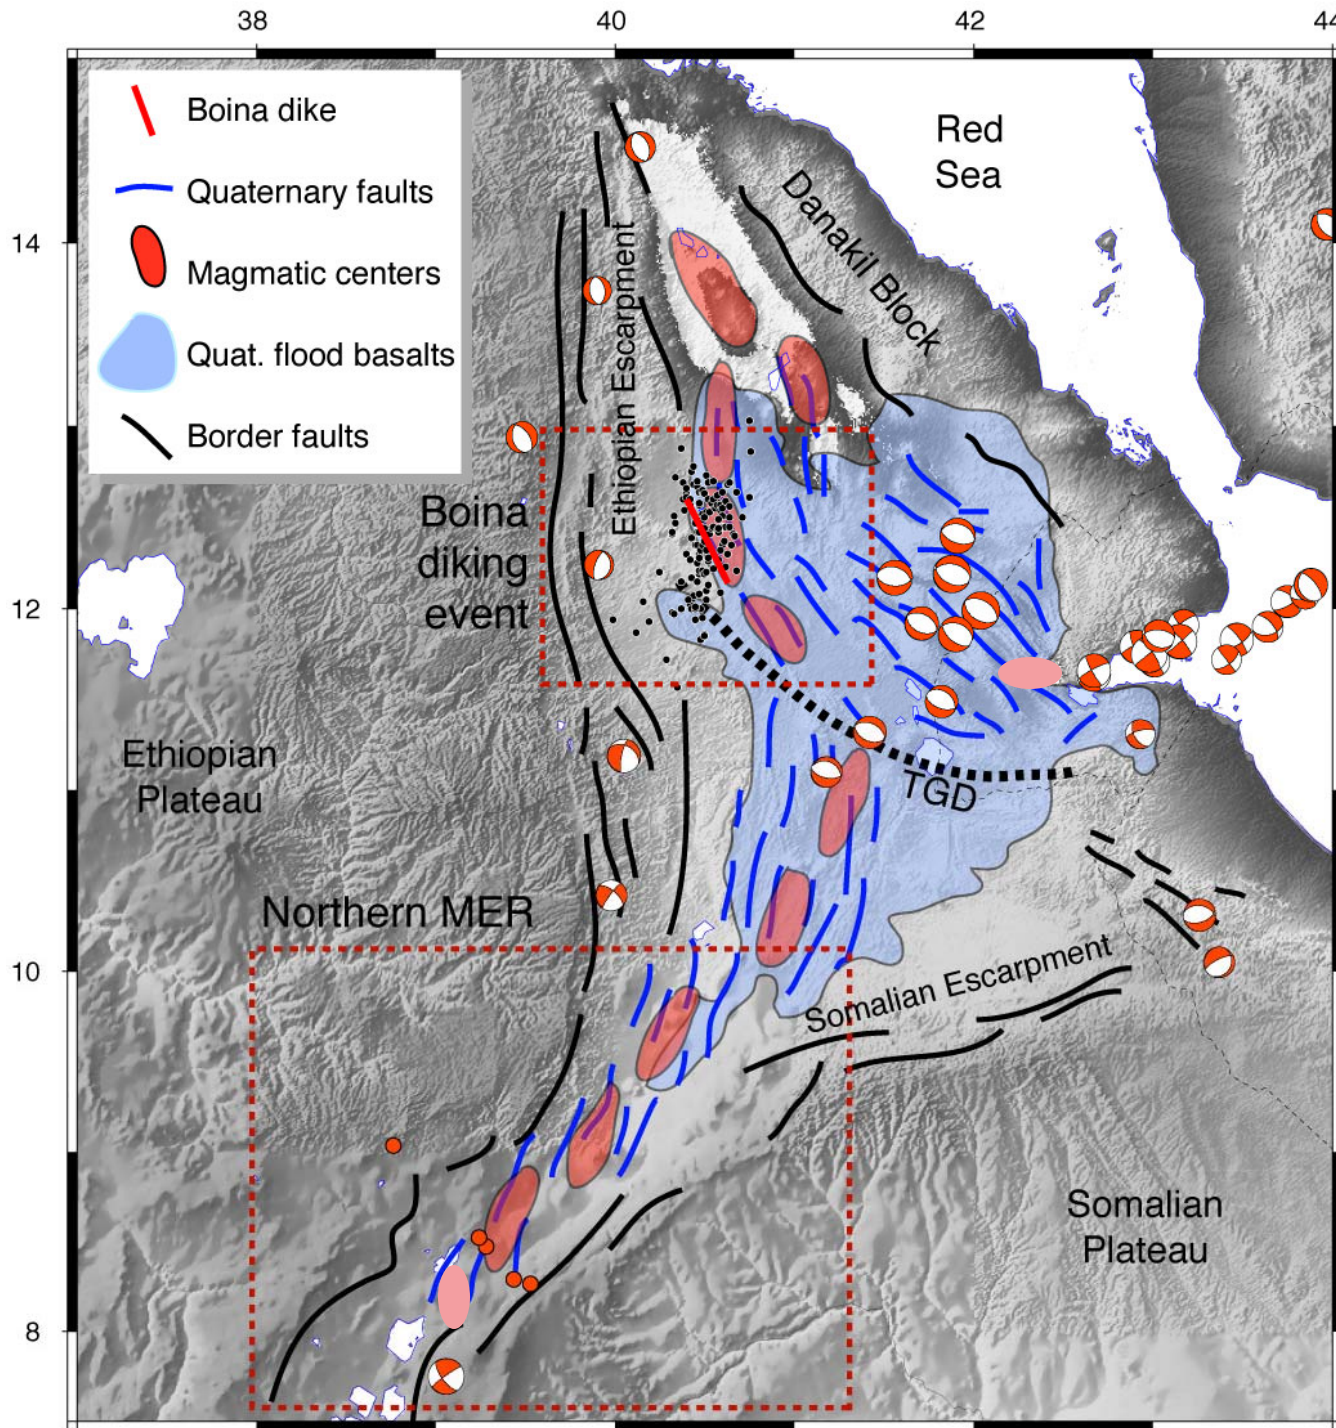 38
40
42
44
Boina dike
Quaternary faults
Magmatic centers
Quat. flood basalts
Border faults
Red
Sea
14
Danakil Block
Ethiopian Escarpment
Boina
diking
event
12
Ethiopian
Plateau
TGD
Northern MER
10
Somalian Escarpment
Somalian
Plateau
8